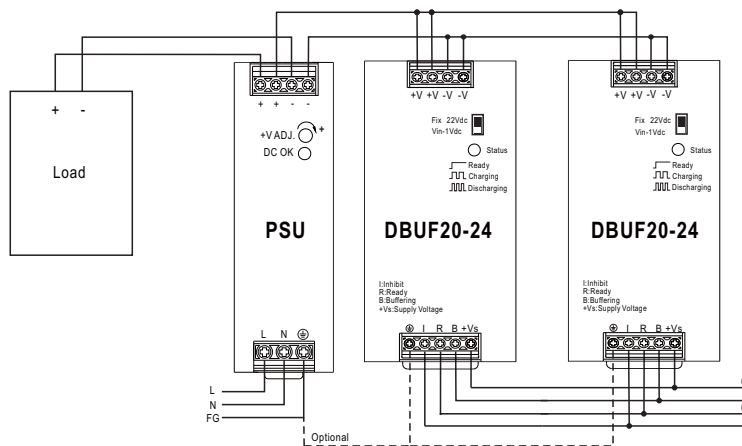 + -
Load
+ + - -
+V ADJ. +
DC OK
PSU
L N
L
N
FG
Optional
+V +V -V -V
Fix 22Vdc
Vin-1Vdc
Status
Ready
Charging
Discharging
DBUF20-24
I:Inhibit
R:Ready
B:Buffering
+Vs:Supply Voltage
I R B +Vs
+V +V -V -V
Fix 22Vdc
Vin-1Vdc
Status
Ready
Charging
Discharging
DBUF20-24
I:Inhibit
R:Ready
B:Buffering
+Vs:Supply Voltage
I R B +Vs